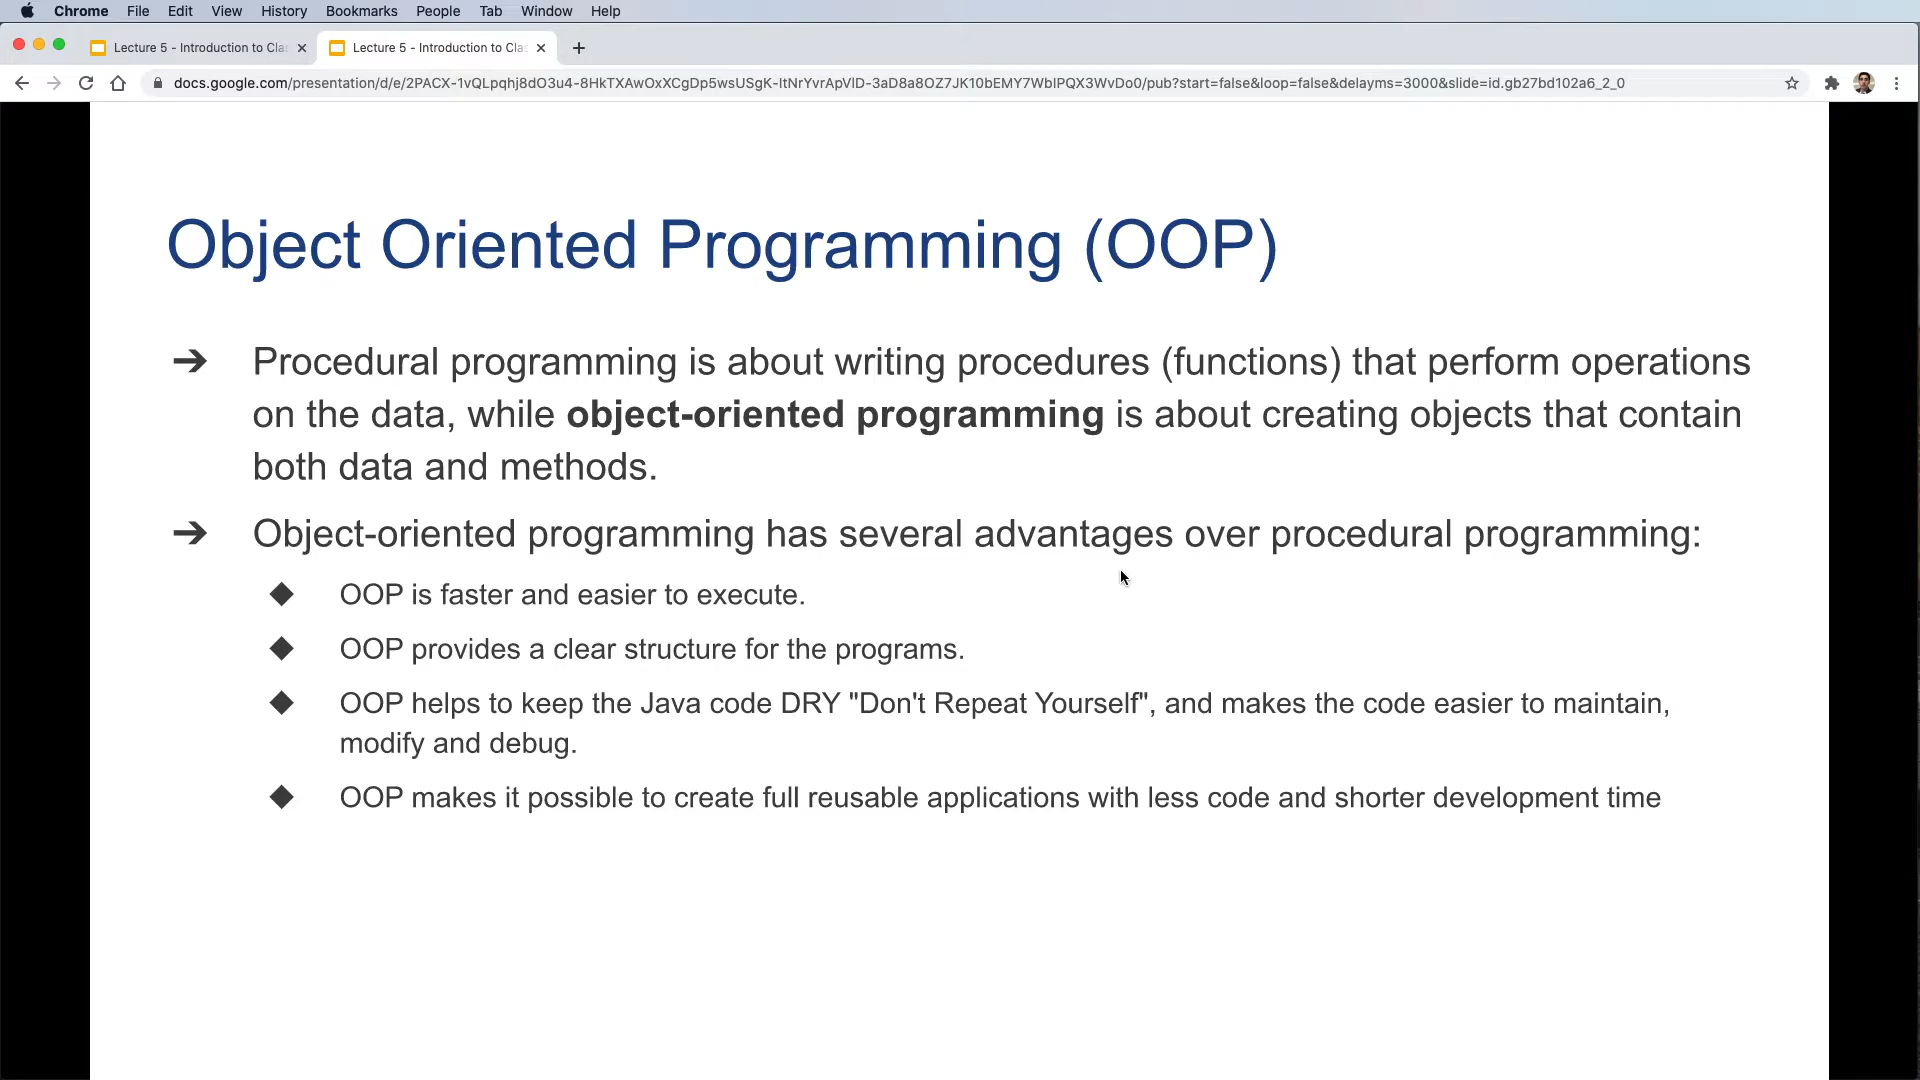 Chrome File Edit View History Bookmarks People Tab Window Help
Lecture 5 - Introduction to Cla Lecture 5 - Introduction to Cla
docs.google.com/presentation/d/e/2PACX-1vQLpqhj8dO3u4-8HkTXAwOxXCgDp5wsUSgK-ItNrYvrApVlD-3aD8a8OZ7JK10bEMY7WbIPQX3WvDo0/pub?start=false&loop=false&delayms=3000&slide=id.gb27bd102a6_2_0
Object Oriented Programming (OOP)
➔ Procedural programming is about writing procedures (functions) that perform operations
on the data, while object-oriented programming is about creating objects that contain
both data and methods.
➔ Object-oriented programming has several advantages over procedural programming:
◆ OOP is faster and easier to execute.
◆ OOP provides a clear structure for the programs.
◆ OOP helps to keep the Java code DRY "Don't Repeat Yourself", and makes the code easier to maintain,
modify and debug.
◆ OOP makes it possible to create full reusable applications with less code and shorter development time